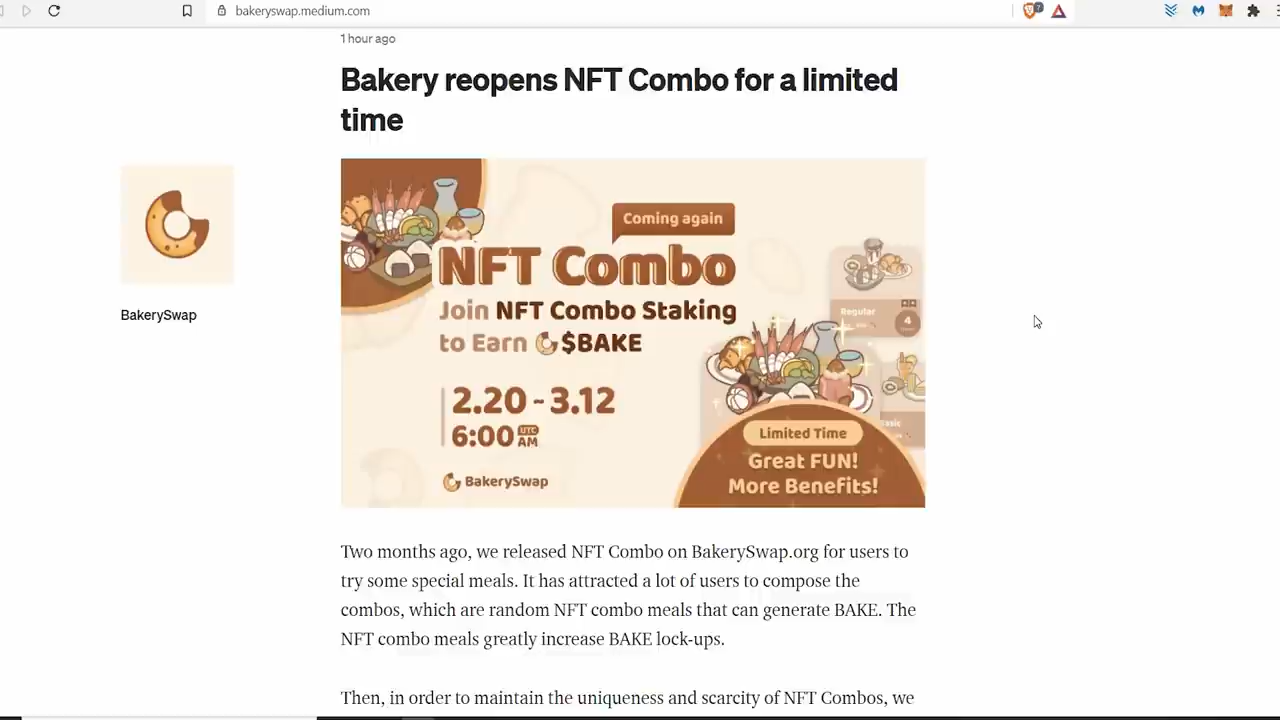 bakeryswap.medium.com
7
1 hour ago
Bakery reopens NFT Combo for a limited
time
BakerySwap
Coming again
NFT Combo
Join NFT Combo Staking
to Earn $BAKE
2.20 - 3.12
6:00 UTC AM
BakerySwap
Regular
4
Limited Time
Great FUN!
More Benefits!
Two months ago, we released NFT Combo on BakerySwap.org for users to
try some special meals. It has attracted a lot of users to compose the
combos, which are random NFT combo meals that can generate BAKE. The
NFT combo meals greatly increase BAKE lock-ups.
Then, in order to maintain the uniqueness and scarcity of NFT Combos, we